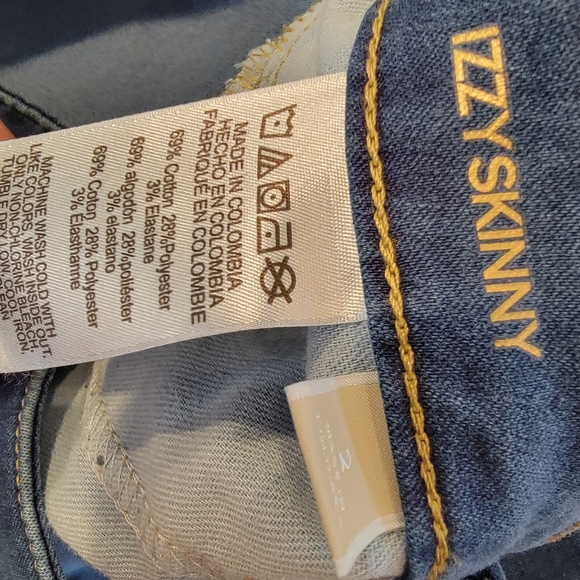 IZZY SKINNY
MADE IN COLOMBIA
HECHO EN COLOMBIA
FABRIQUÉ EN COLOMBIE
69% Cotton 28%Polyester
3% Elastane
69% algodón 28%poliéster
3% elastano
69% Coton 28% Polyester
3% Élasthanne
MACHINE WASH COLD WITH
LIKE COLORS, WASH INSIDE OUT,
ONLY NON-CHLORINE BLEACH,
TUMBLE DRY LOW, COOL IRON,
2